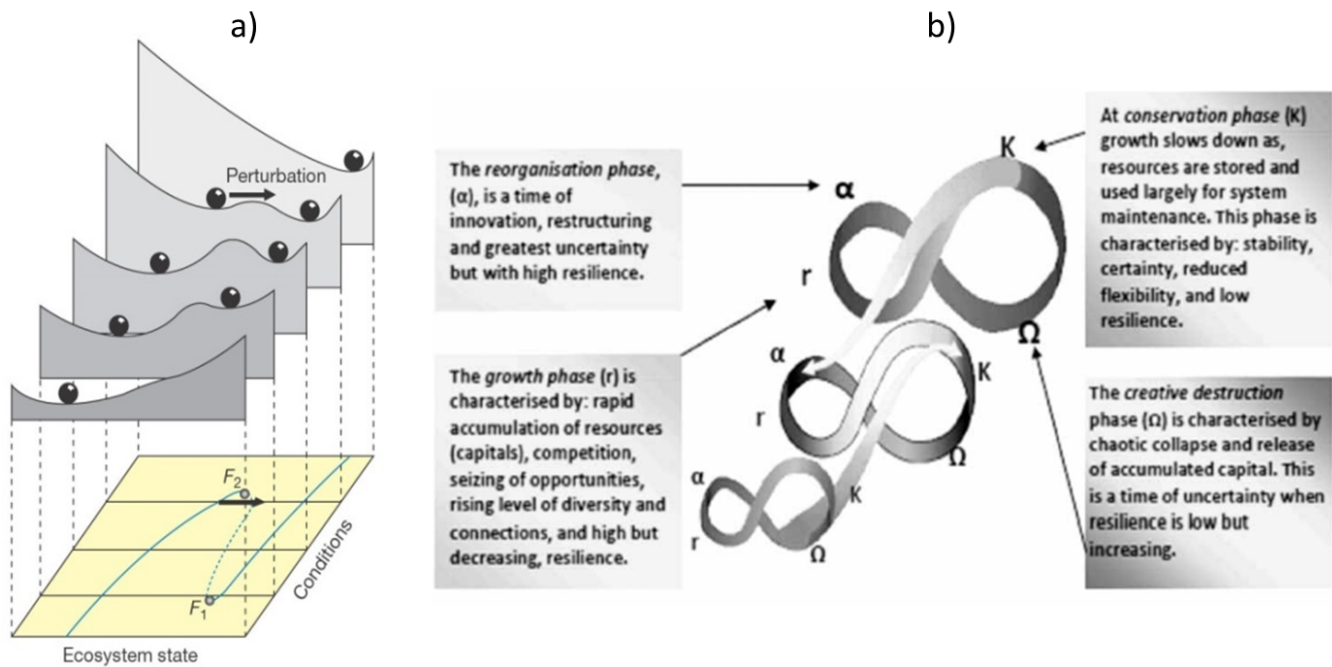 a)
Perturbation
F2
F1
Conditions
Ecosystem state
b)
The reorganisation phase,
(α), is a time of
innovation, restructuring
and greatest uncertainty
but with high resilience.
The growth phase (r) is
characterised by: rapid
accumulation of resources
(capitals), competition,
seizing of opportunities,
rising level of diversity and
connections, and high but
decreasing, resilience.
α
r
K
Ω
α
r
K
Ω
α
r
K
Ω
At conservation phase (K)
growth slows down as,
resources are stored and
used largely for system
maintenance. This phase is
characterised by: stability,
certainty, reduced
flexibility, and low
resilience.
The creative destruction
phase (Ω) is characterised by
chaotic collapse and release
of accumulated capital. This
is a time of uncertainty when
resilience is low but
increasing.